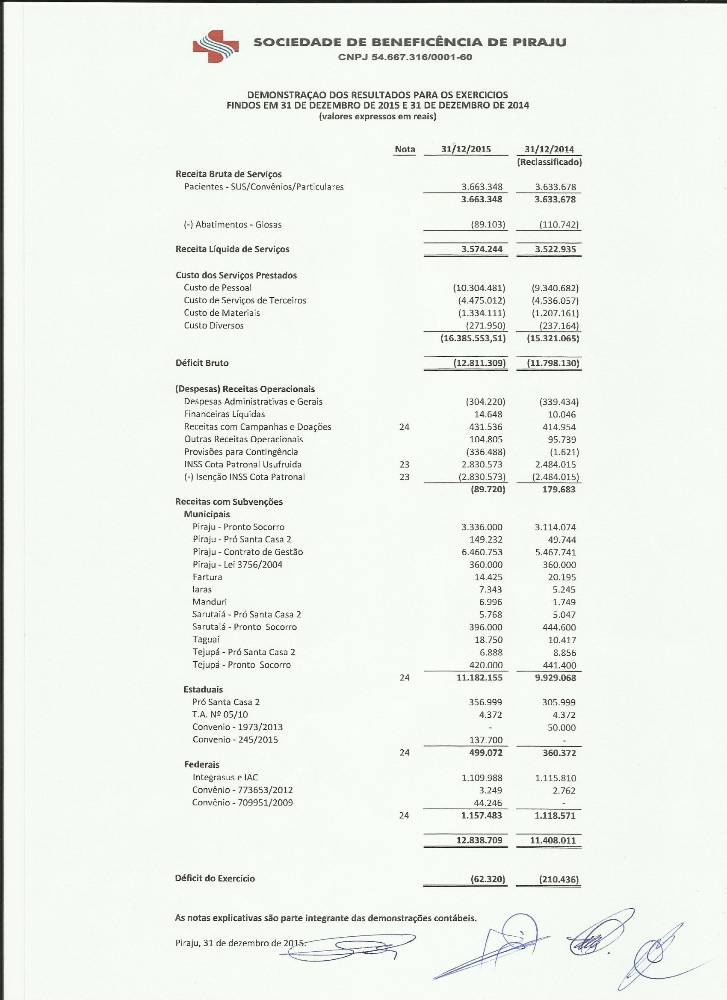 SOCIEDADE DE BENEFICÊNCIA DE PIRAJU
CNPJ 54.667.316/0001-60
DEMONSTRAÇAO DOS RESULTADOS PARA OS EXERCICIOS
FINDOS EM 31 DE DEZEMBRO DE 2015 E 31 DE DEZEMBRO DE 2014
(valores expressos em reais)
Nota 31/12/2015 31/12/2014
(Reclassificado)
Receita Bruta de Serviços
Pacientes - SUS/Convênios/Particulares 3.663.348 3.633.678
3.663.348 3.633.678
(-) Abatimentos - Glosas (89.103) (110.742)
Receita Líquida de Serviços 3.574.244 3.522.935
Custo dos Serviços Prestados
Custo de Pessoal (10.304.481) (9.340.682)
Custo de Serviços de Terceiros (4.475.012) (4.536.057)
Custo de Materiais (1.334.111) (1.207.161)
Custo Diversos (271.950) (237.164)
(16.385.553,51) (15.321.065)
Déficit Bruto (12.811.309) (11.798.130)
(Despesas) Receitas Operacionais
Despesas Administrativas e Gerais (304.220) (339.434)
Financeiras Líquidas 14.648 10.046
Receitas com Campanhas e Doações 24 431.536 414.954
Outras Receitas Operacionais 104.805 95.739
Provisões para Contingência (336.488) (1.621)
INSS Cota Patronal Usufruida 23 2.830.573 2.484.015
(-) Isenção INSS Cota Patronal 23 (2.830.573) (2.484.015)
(89.720) 179.683
Receitas com Subvenções
Municipais
Piraju - Pronto Socorro 3.336.000 3.114.074
Piraju - Pró Santa Casa 2 149.232 49.744
Piraju - Contrato de Gestão 6.460.753 5.467.741
Piraju - Lei 3756/2004 360.000 360.000
Fartura 14.425 20.195
Iaras 7.343 5.245
Manduri 6.996 1.749
Sarutaiá - Pró Santa Casa 2 5.768 5.047
Sarutaiá - Pronto Socorro 396.000 444.600
Taguaí 18.750 10.417
Tejupá - Pró Santa Casa 2 6.888 8.856
Tejupá - Pronto Socorro 420.000 441.400
24 11.182.155 9.929.068
Estaduais
Pró Santa Casa 2 356.999 305.999
T.A. Nº 05/10 4.372 4.372
Convenio - 1973/2013 - 50.000
Convenio - 245/2015 137.700 -
24 499.072 360.372
Federais
Integrasus e IAC 1.109.988 1.115.810
Convênio - 773653/2012 3.249 2.762
Convênio - 709951/2009 44.246 -
24 1.157.483 1.118.571
12.838.709 11.408.011
Déficit do Exercício (62.320) (210.436)
As notas explicativas são parte integrante das demonstrações contábeis.
Piraju, 31 de dezembro de 2015.